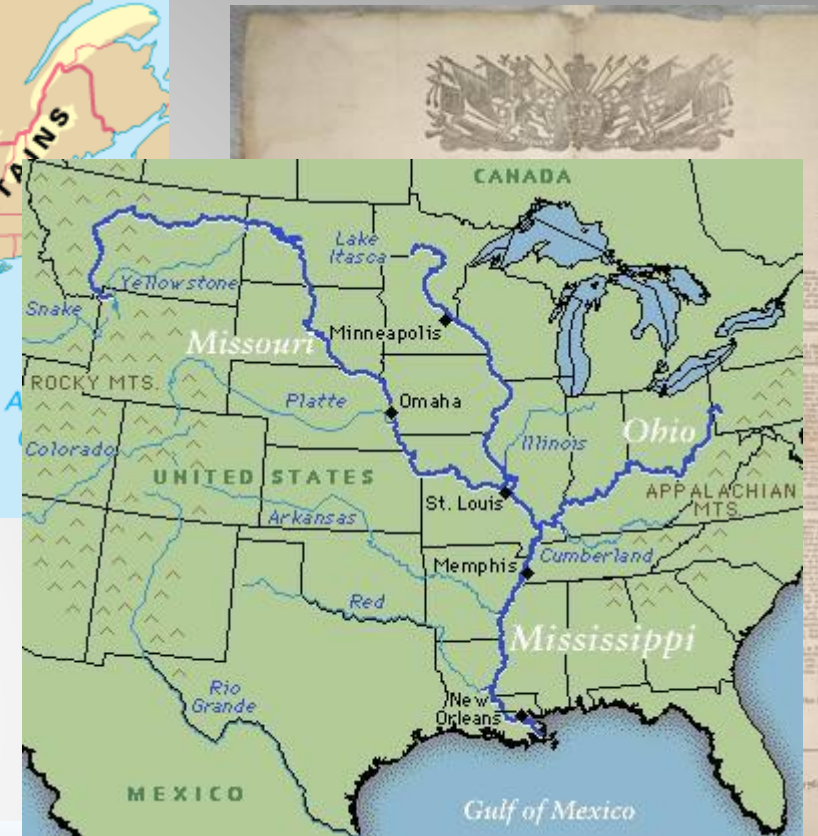 TAINS
A
CANADA
Lake
Itasca
Yellowstone
Snake
Minneapolis
Missouri
ROCKY MTS.
Platte
Omaha
Ohio
Illinois
Colorado
UNITED STATES
St. Louis
APPALACHIAN
MTS.
Arkansas
Memphis
Cumberland
Red
Mississippi
Rio
Grande
New
Orleans
MEXICO
Gulf of Mexico